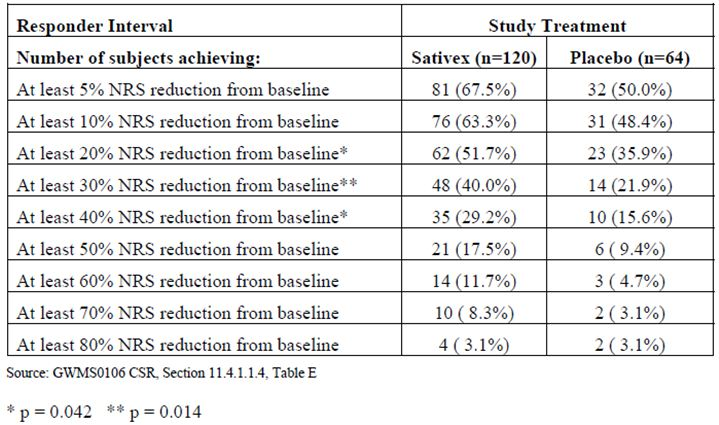 Responder Interval Study Treatment
Number of subjects achieving: Sativex (n=120) Placebo (n=64)
At least 5% NRS reduction from baseline 81 (67.5%) 32 (50.0%)
At least 10% NRS reduction from baseline 76 (63.3%) 31 (48.4%)
At least 20% NRS reduction from baseline* 62 (51.7%) 23 (35.9%)
At least 30% NRS reduction from baseline** 48 (40.0%) 14 (21.9%)
At least 40% NRS reduction from baseline* 35 (29.2%) 10 (15.6%)
At least 50% NRS reduction from baseline 21 (17.5%) 6 ( 9.4%)
At least 60% NRS reduction from baseline 14 (11.7%) 3 ( 4.7%)
At least 70% NRS reduction from baseline 10 ( 8.3%) 2 ( 3.1%)
At least 80% NRS reduction from baseline 4 ( 3.1%) 2 ( 3.1%)
Source: GWMS0106 CSR, Section 11.4.1.1.4, Table E
* p = 0.042 ** p = 0.014